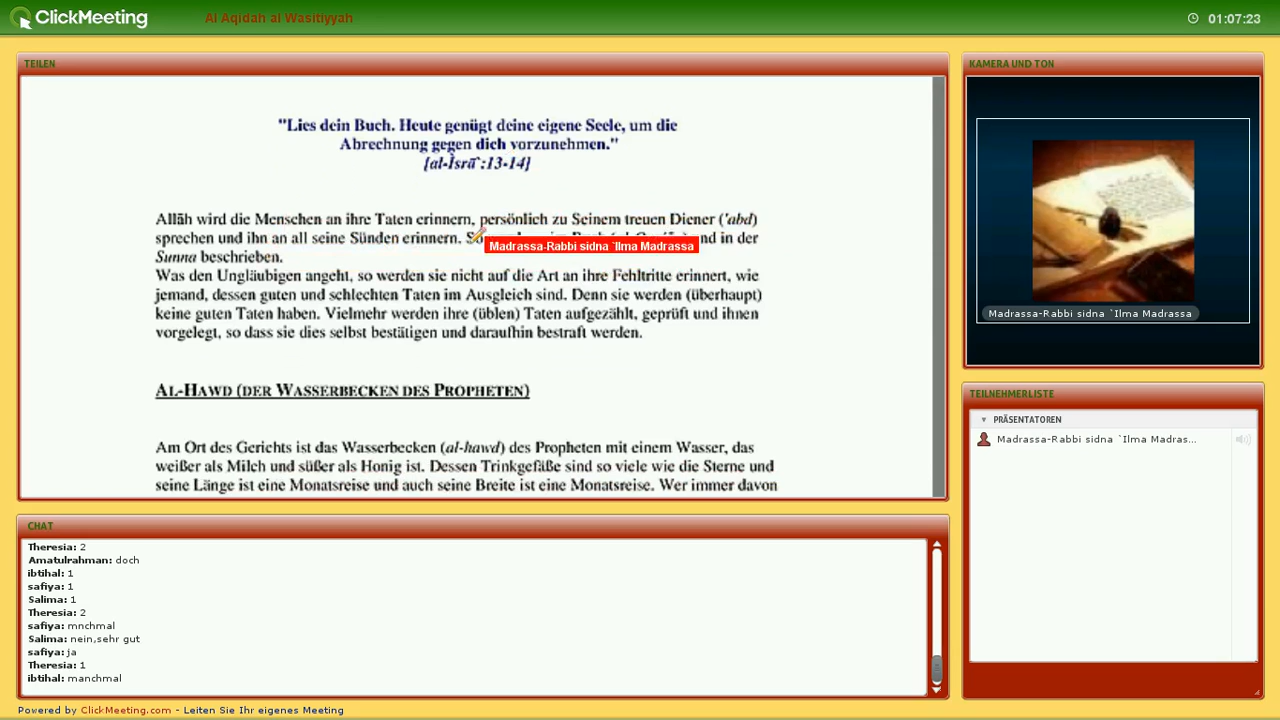 ClickMeeting
Al Aqidah al Wasitiyyah
01:07:23
TEILEN
"Lies dein Buch. Heute genügt deine eigene Seele, um die
Abrechnung gegen dich vorzunehmen."
[al-Ìsrā`:13-14]
Allāh wird die Menschen an ihre Taten erinnern, persönlich zu Seinem treuen Diener ('abd)
sprechen und ihn an all seine Sünden erinnern. in der
Madrassa-Rabbi sidna `Ilma Madrassa
Sunna beschrieben.
Was den Ungläubigen angeht, so werden sie nicht auf die Art an ihre Fehltritte erinnert, wie
jemand, dessen guten und schlechten Taten im Ausgleich sind. Denn sie werden (überhaupt)
keine guten Taten haben. Vielmehr werden ihre (üblen) Taten aufgezählt, geprüft und ihnen
vorgelegt, so dass sie dies selbst bestätigen und daraufhin bestraft werden.
AL-HAWD (DER WASSERBECKEN DES PROPHETEN)
Am Ort des Gerichts ist das Wasserbecken (al-hawd) des Propheten mit einem Wasser, das
weißer als Milch und süßer als Honig ist. Dessen Trinkgefäße sind so viele wie die Sterne und
seine Länge ist eine Monatsreise und auch seine Breite ist eine Monatsreise. Wer immer davon
KAMERA UND TON
Madrassa-Rabbi sidna `Ilma Madrassa
TEILNEHMERLISTE
PRÄSENTATOREN
Madrassa-Rabbi sidna `Ilma Madras...
CHAT
Theresia: 2
Amatulrahman: doch
ibtihal: 1
safiya: 1
Salima: 1
Theresia: 2
safiya: mnchmal
Salima: nein,sehr gut
safiya: ja
Theresia: 1
ibtihal: manchmal
Powered by ClickMeeting.com - Leiten Sie Ihr eigenes Meeting